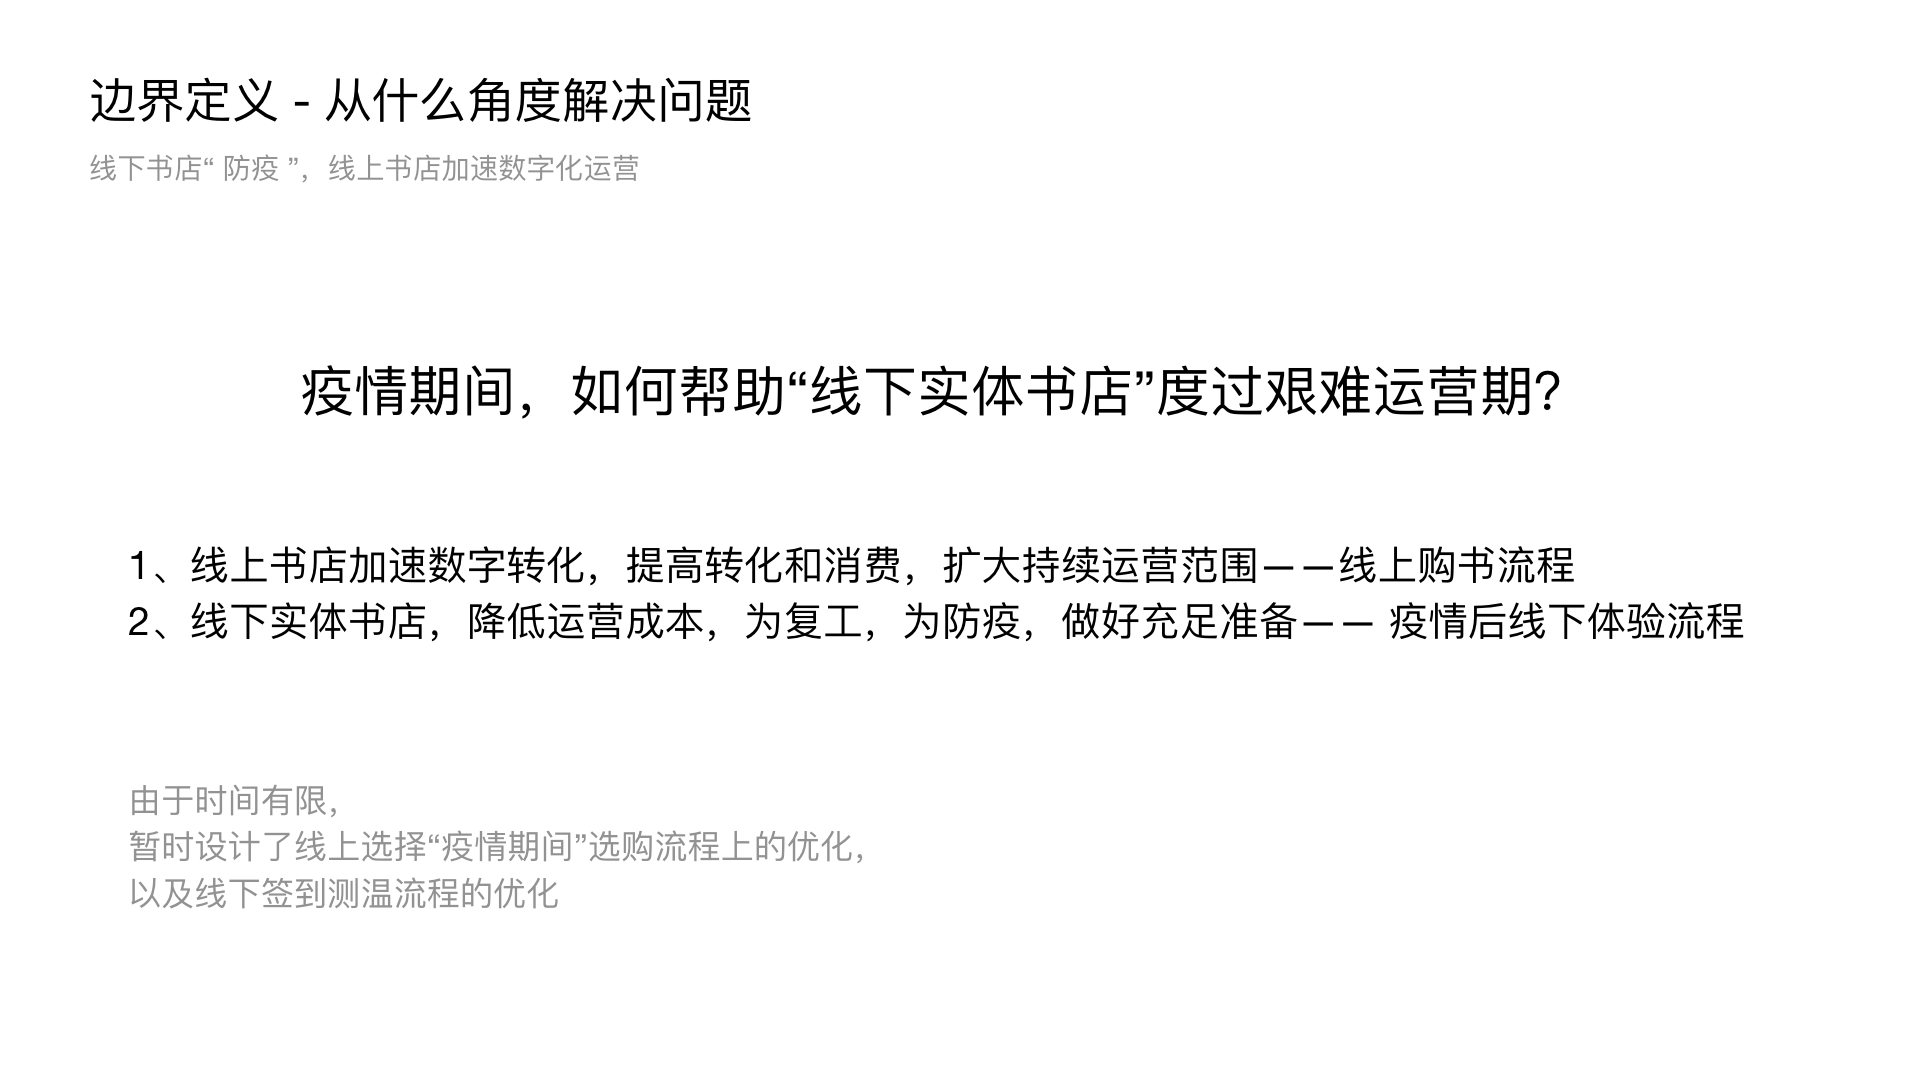 边界定义 - 从什么角度解决问题
线下书店“ 防疫 ”，线上书店加速数字化运营
疫情期间，如何帮助“线下实体书店”度过艰难运营期？
1、线上书店加速数字转化，提高转化和消费，扩大持续运营范围——线上购书流程
2、线下实体书店，降低运营成本，为复工，为防疫，做好充足准备—— 疫情后线下体验流程
由于时间有限，
暂时设计了线上选择“疫情期间”选购流程上的优化，
以及线下签到测温流程的优化